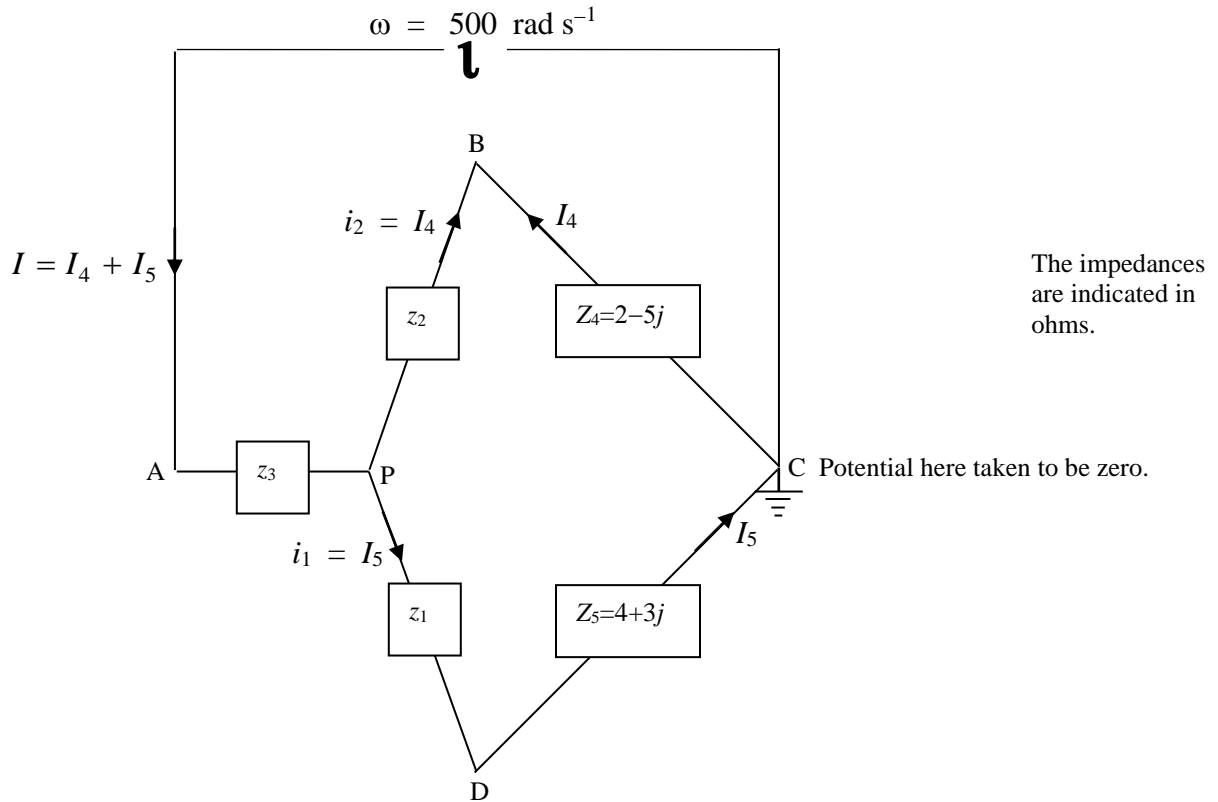 ω = 500 rad s⁻¹
B
i₂ = I₄
I₄
I = I₄ + I₅
The impedances
are indicated in
ohms.
z₂
Z₄=2−5j
A
z₃
P
C Potential here taken to be zero.
i₁ = I₅
I₅
z₁
Z₅=4+3j
D